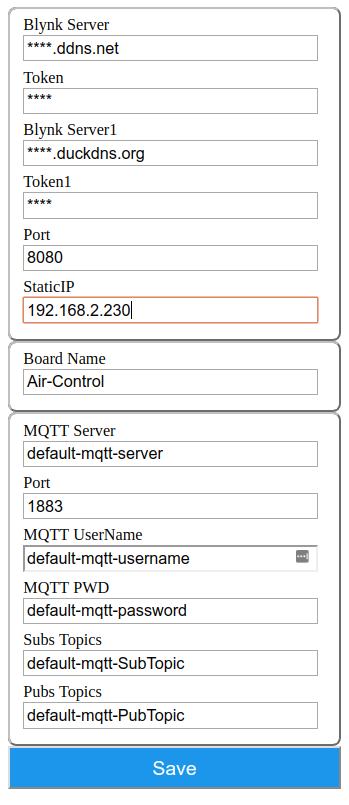 Blynk Server
****.ddns.net
Token
****
Blynk Server1
****.duckdns.org
Token1
****
Port
8080
StaticIP
192.168.2.230
Board Name
Air-Control
MQTT Server
default-mqtt-server
Port
1883
MQTT UserName
default-mqtt-username
MQTT PWD
default-mqtt-password
Subs Topics
default-mqtt-SubTopic
Pubs Topics
default-mqtt-PubTopic
Save